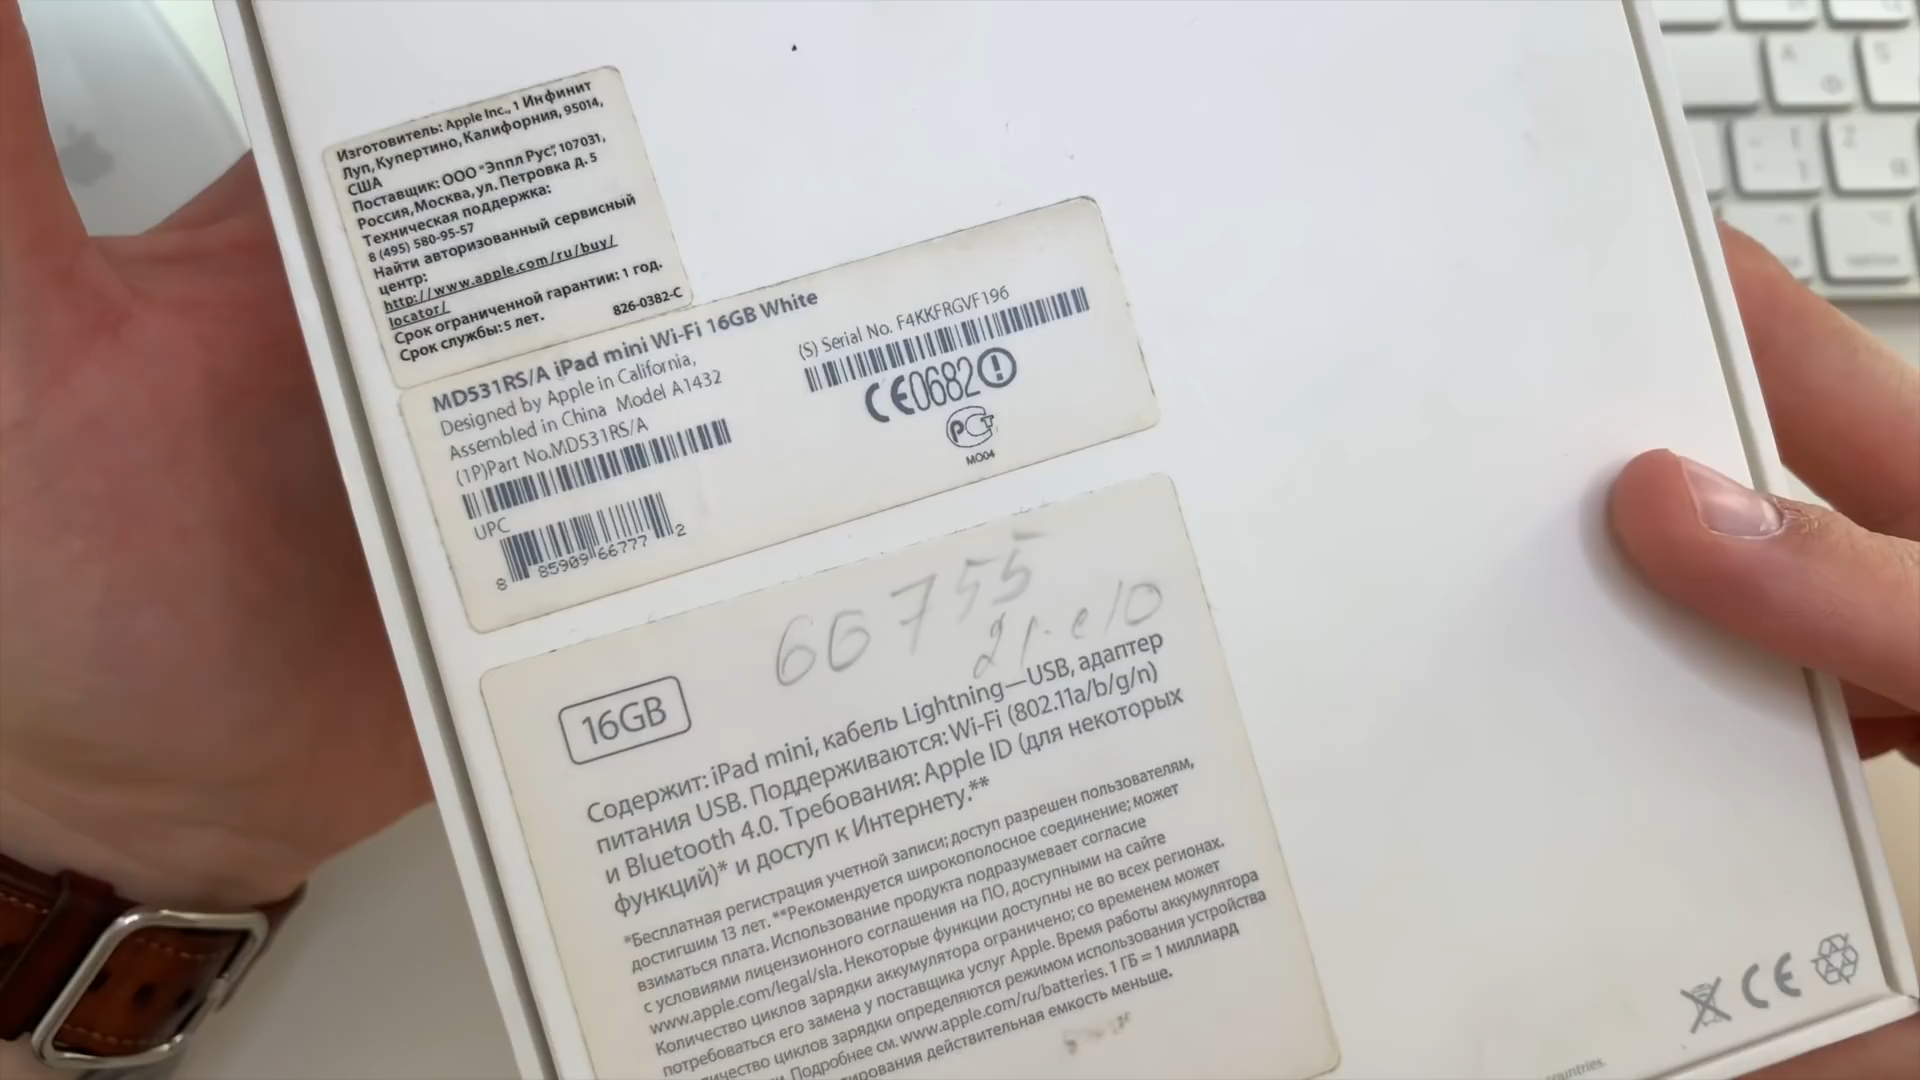 Изготовитель: Apple Inc., 1 Инфинит
Луп, Купертино, Калифорния, 95014,
США
Поставщик: ООО "Эппл Рус", 107031,
Россия, Москва, ул. Петровка д. 5
Техническая поддержка:
8 (495) 580-95-57
Найти авторизованный сервисный
центр:
http://www.apple.com/ru/buy/
locator/
Срок ограниченной гарантии: 1 год.
Срок службы: 5 лет.
826-0382-C
MD531RS/A iPad mini Wi-Fi 16GB White
Designed by Apple in California,
Assembled in China Model A1432
(1P)Part No.MD531RS/A
UPC
8 85909 66777 2
(S) Serial No. F4KKFRGVF196
CE0682
РСТ
МО04
66755
16GB
Содержит: iPad mini, кабель Lightning—USB, адаптер
питания USB. Поддерживаются: Wi-Fi (802.11a/b/g/n)
и Bluetooth 4.0. Требования: Apple ID (для некоторых
функций)* и доступ к Интернету.**
*Бесплатная регистрация учетной записи; доступ разрешен пользователям,
достигшим 13 лет. **Рекомендуется широкополосное соединение; может
взиматься плата. Использование продукта подразумевает согласие
с условиями лицензионного соглашения на ПО, доступными на сайте
www.apple.com/legal/sla. Некоторые функции доступны не во всех регионах.
Количество циклов зарядки аккумулятора ограничено; со временем может
потребоваться его замена у поставщика услуг Apple. Время работы аккумулятора
количество циклов зарядки определяются режимом использования устройства
Подробнее см. www.apple.com/ru/batteries. 1 ГБ = 1 миллиард
действительная емкость меньше.
CE
countries.
A
S
Z
option